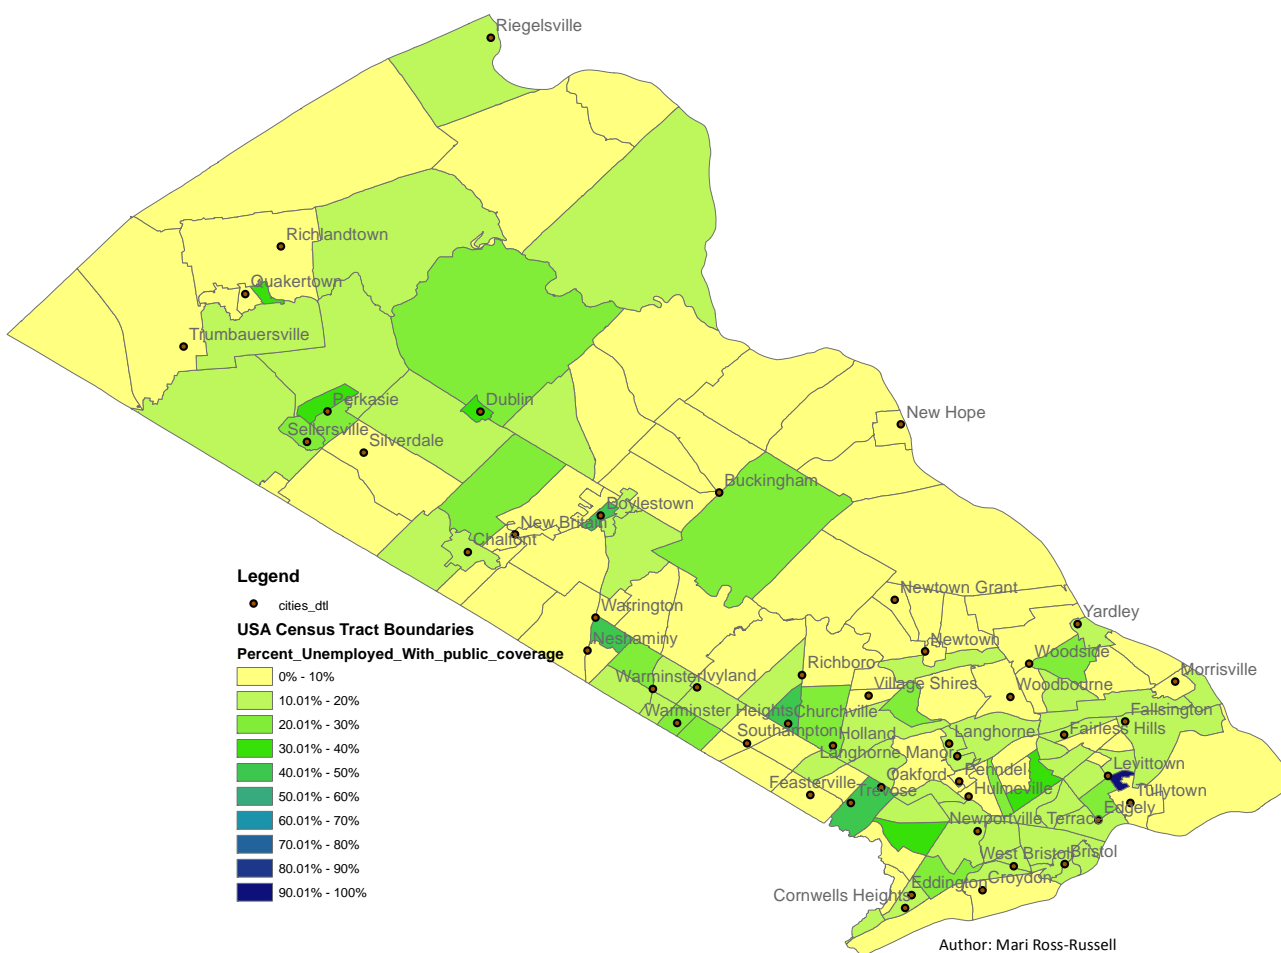 Riegelsville
Richlandtown
Quakertown
Trumbauersville
Perkasie
Dublin
New Hope
Sellersville
Silverdale
Buckingham
Doylestown
New Britain
Chalfont
Legend
cities_dtl
USA Census Tract Boundaries
Percent_Unemployed_With_public_coverage
0% - 10%
10.01% - 20%
20.01% - 30%
30.01% - 40%
40.01% - 50%
50.01% - 60%
60.01% - 70%
70.01% - 80%
80.01% - 90%
90.01% - 100%
Newtown Grant
Warrington
Yardley
Neshaminy
Newtown
Woodside
Richboro
Morrisville
Warminster
Ivyland
Village Shires
Woodbourne
Warminster Heights
Churchville
Fallsington
Southampton
Holland
Langhorne
Fairless Hills
Langhorne Manor
Feasterville
Oakford
Penndel
Levittown
Trevose
Hulmeville
Tullytown
Edgely
Newportville Terrace
West Bristol
Bristol
Cornwells Heights
Eddington
Croydon
Author: Mari Ross-Russell